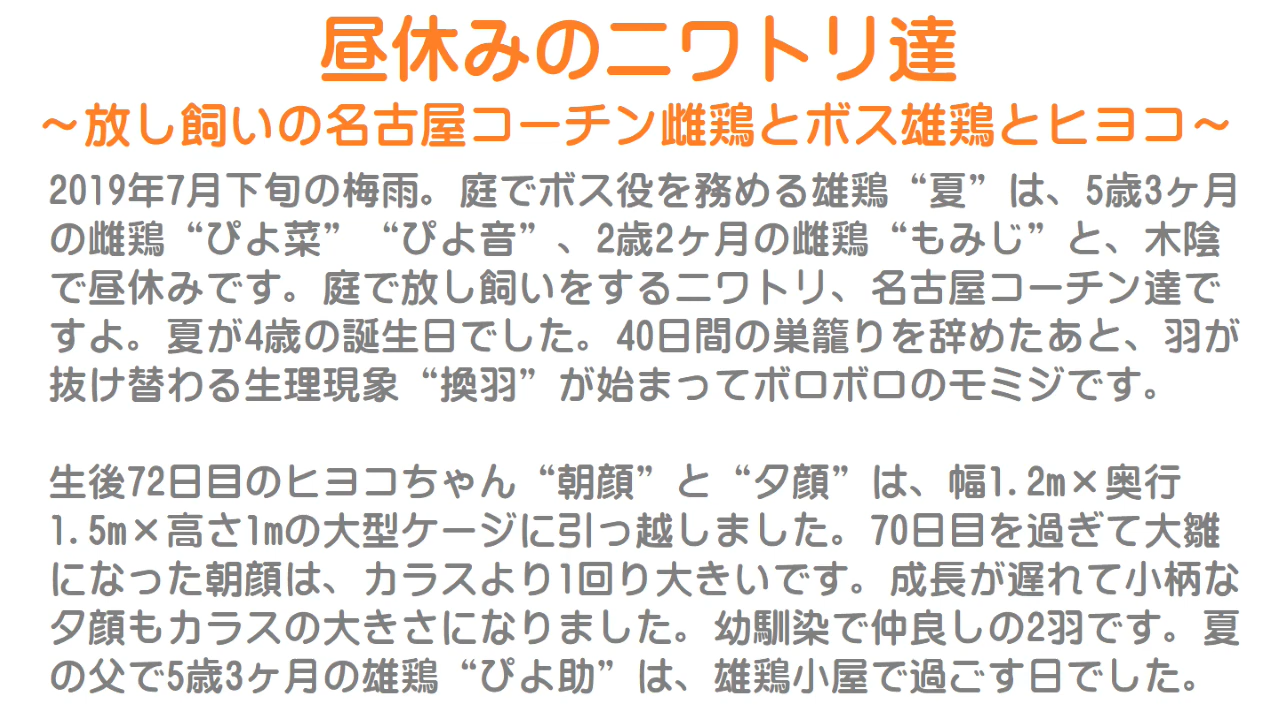 昼休みのニワトリ達
～放し飼いの名古屋コーチン雌鶏とボス雄鶏とヒヨコ～
2019年7月下旬の梅雨。庭でボス役を務める雄鶏“夏”は、5歳3ヶ月
の雌鶏“ぴよ菜”“ぴよ音”、2歳2ヶ月の雌鶏“もみじ”と、木陰
で昼休みです。庭で放し飼いをするニワトリ、名古屋コーチン達で
すよ。夏が4歳の誕生日でした。40日間の巣籠りを辞めたあと、羽が
抜け替わる生理現象“換羽”が始まってボロボロのモミジです。
生後72日目のヒヨコちゃん“朝顔”と“夕顔”は、幅1.2m×奥行
1.5m×高さ1mの大型ケージに引っ越しました。70日目を過ぎて大雛
になった朝顔は、カラスより1回り大きいです。成長が遅れて小柄な
夕顔もカラスの大きさになりました。幼馴染で仲良しの2羽です。夏
の父で5歳3ヶ月の雄鶏“ぴよ助”は、雄鶏小屋で過ごす日でした。